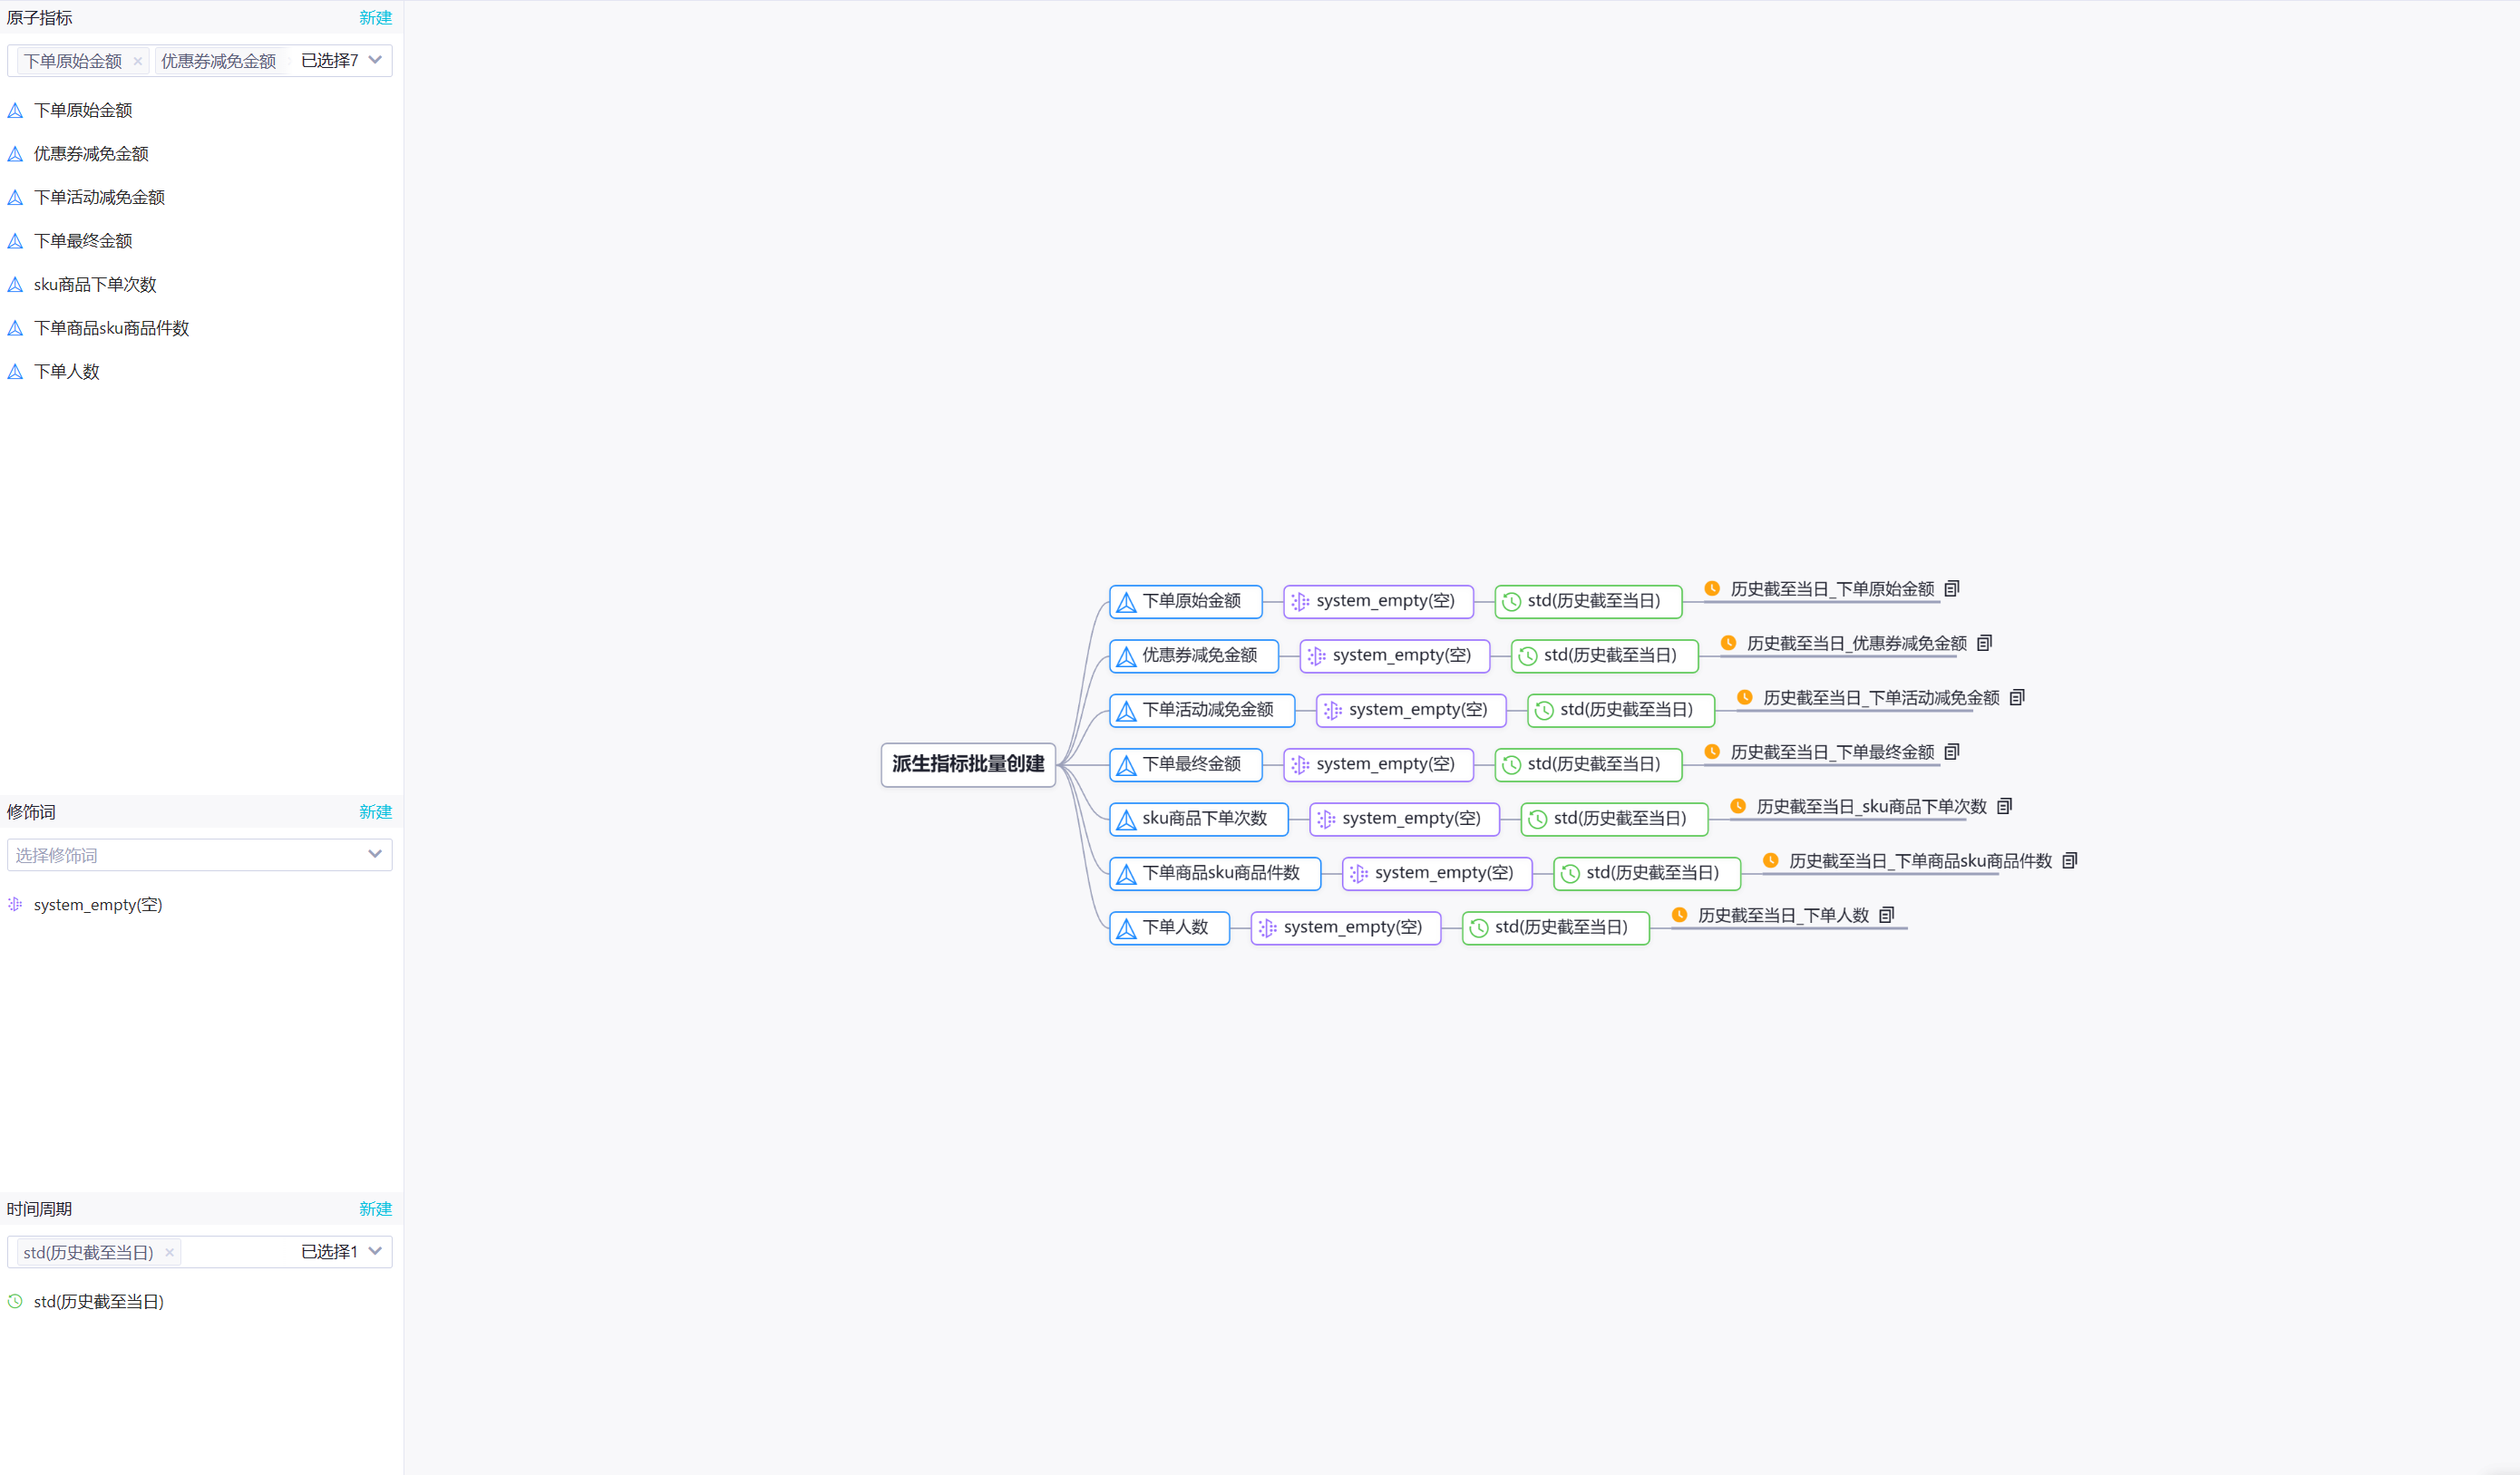 原子指标 新建
下单原始金额 × 优惠券减免金额 已选择7
下单原始金额
优惠券减免金额
下单活动减免金额
下单最终金额
sku商品下单次数
下单商品sku商品件数
下单人数
修饰词 新建
选择修饰词
system_empty(空)
时间周期 新建
std(历史截至当日) × 已选择1
std(历史截至当日)
派生指标批量创建
下单原始金额 system_empty(空) std(历史截至当日) 历史截至当日_下单原始金额
优惠券减免金额 system_empty(空) std(历史截至当日) 历史截至当日_优惠券减免金额
下单活动减免金额 system_empty(空) std(历史截至当日) 历史截至当日_下单活动减免金额
下单最终金额 system_empty(空) std(历史截至当日) 历史截至当日_下单最终金额
sku商品下单次数 system_empty(空) std(历史截至当日) 历史截至当日_sku商品下单次数
下单商品sku商品件数 system_empty(空) std(历史截至当日) 历史截至当日_下单商品sku商品件数
下单人数 system_empty(空) std(历史截至当日) 历史截至当日_下单人数